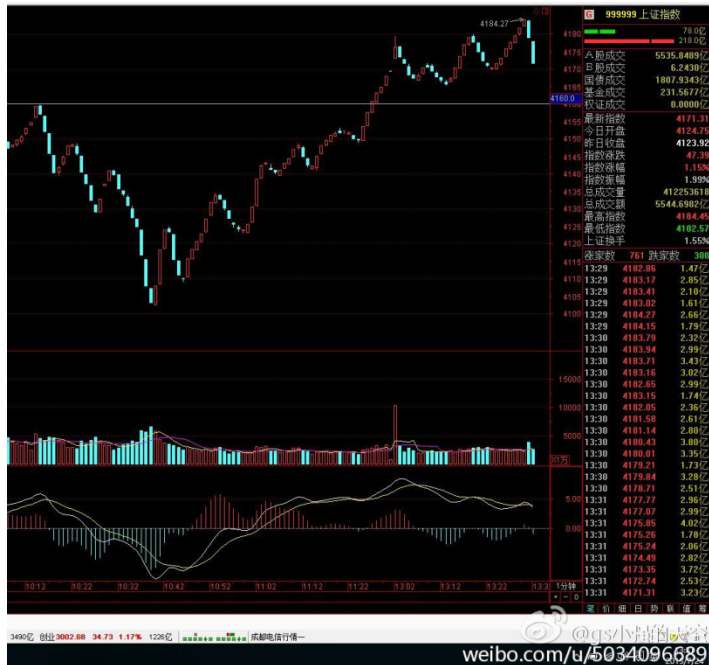 G 999999 上证指数
78.0亿
218.0亿
A股成交 5535.8489亿
B股成交 6.2430亿
国债成交 1807.9343亿
基金成交 231.5677亿
权证成交 0.0000亿
最新指数 4171.31
今日开盘 4124.75
昨日收盘 4123.92
指数涨跌 47.39
指数涨幅 1.15%
指数振幅 1.99%
总成交量 412253618
总成交额 5544.6982亿
最高指数 4184.45
最低指数 4102.57
上证换手 1.55%
涨家数 761 跌家数 300
13:29 4182.86 1.47亿
13:29 4183.17 2.85亿
13:29 4183.41 2.10亿
13:29 4183.02 1.61亿
13:29 4184.27 2.66亿
13:29 4184.15 1.79亿
13:30 4183.79 2.32亿
13:30 4183.94 2.99亿
13:30 4183.71 3.43亿
13:30 4183.16 3.02亿
13:30 4182.65 2.99亿
13:30 4183.15 1.74亿
13:30 4182.05 2.36亿
13:30 4181.58 2.61亿
13:30 4181.14 2.80亿
13:30 4180.43 3.80亿
13:30 4180.01 3.35亿
13:30 4179.21 1.73亿
13:30 4179.04 3.28亿
13:30 4178.71 2.51亿
13:31 4177.77 2.96亿
13:31 4177.07 2.99亿
13:31 4175.85 4.02亿
13:31 4175.26 1.78亿
13:31 4175.24 2.06亿
13:31 4174.49 2.82亿
13:31 4173.35 3.72亿
13:31 4172.74 2.53亿
13:31 4171.31 3.23亿
笔 价 细 日 势 联 值 筹
4184.27
4180
4175
4170
4165
4160.0
4155
4150
4145
4140
4135
4130
4125
4120
4115
4110
4105
4100
15000
10000
5000
X1万
5.00
0.00
10:12 10:22 10:32 10:42 10:52 11:02 11:12 11:22 13:02 13:12 13:22 13:3 1分钟
+ - 0
3490亿 创业 3002.68 34.73 1.17% 1226亿 成都电信行情一
weibo.com/u/5034096689